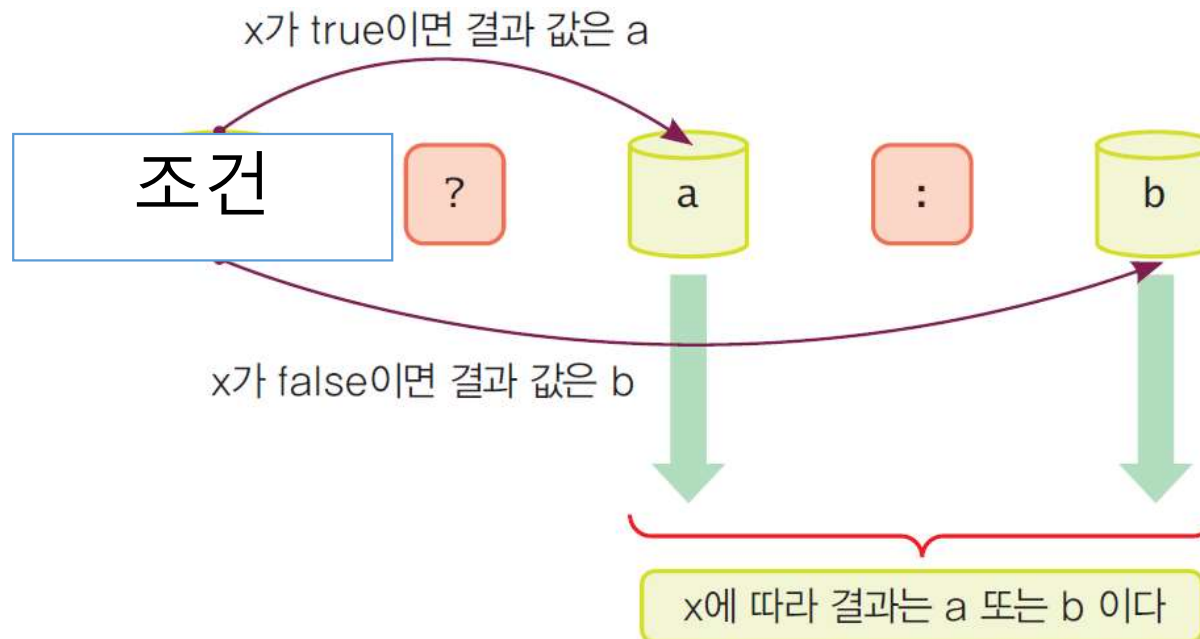 x가 true이면 결과 값은 a
조건 ? a : b
x가 false이면 결과 값은 b
x에 따라 결과는 a 또는 b 이다